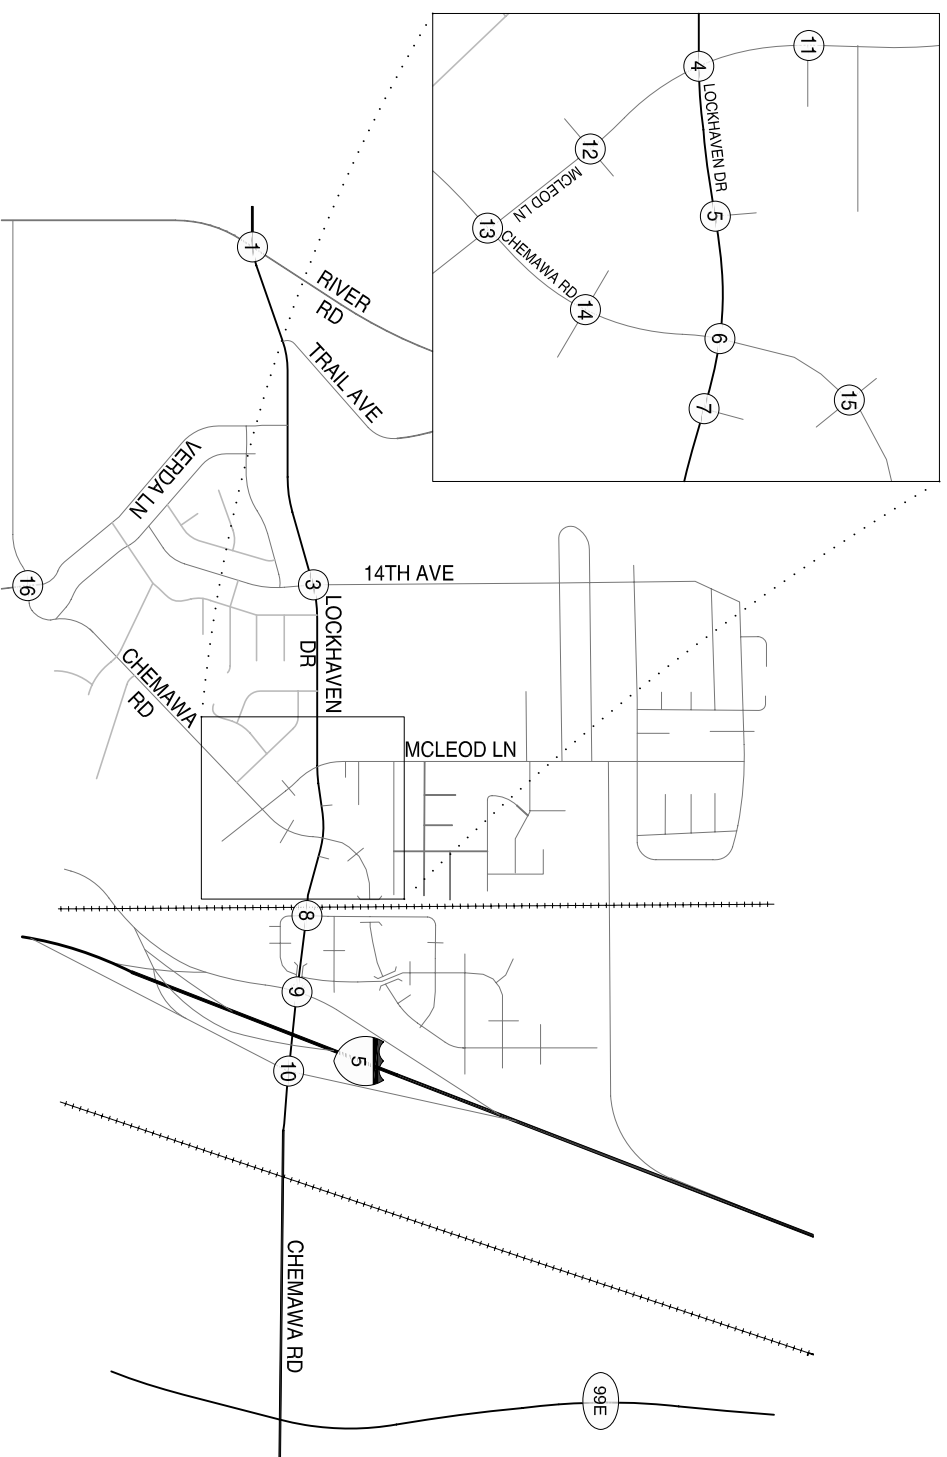 11
4
LOCKHAVEN DR
12
MCLEOD LN
5
13
CHEMAWA RD
14
6
15
7
1
RIVER
RD
TRAIL AVE
VERDA LN
16
3
14TH AVE
LOCKHAVEN
DR
CHEMAWA
RD
MCLEOD LN
8
9
5
10
CHEMAWA RD
99E